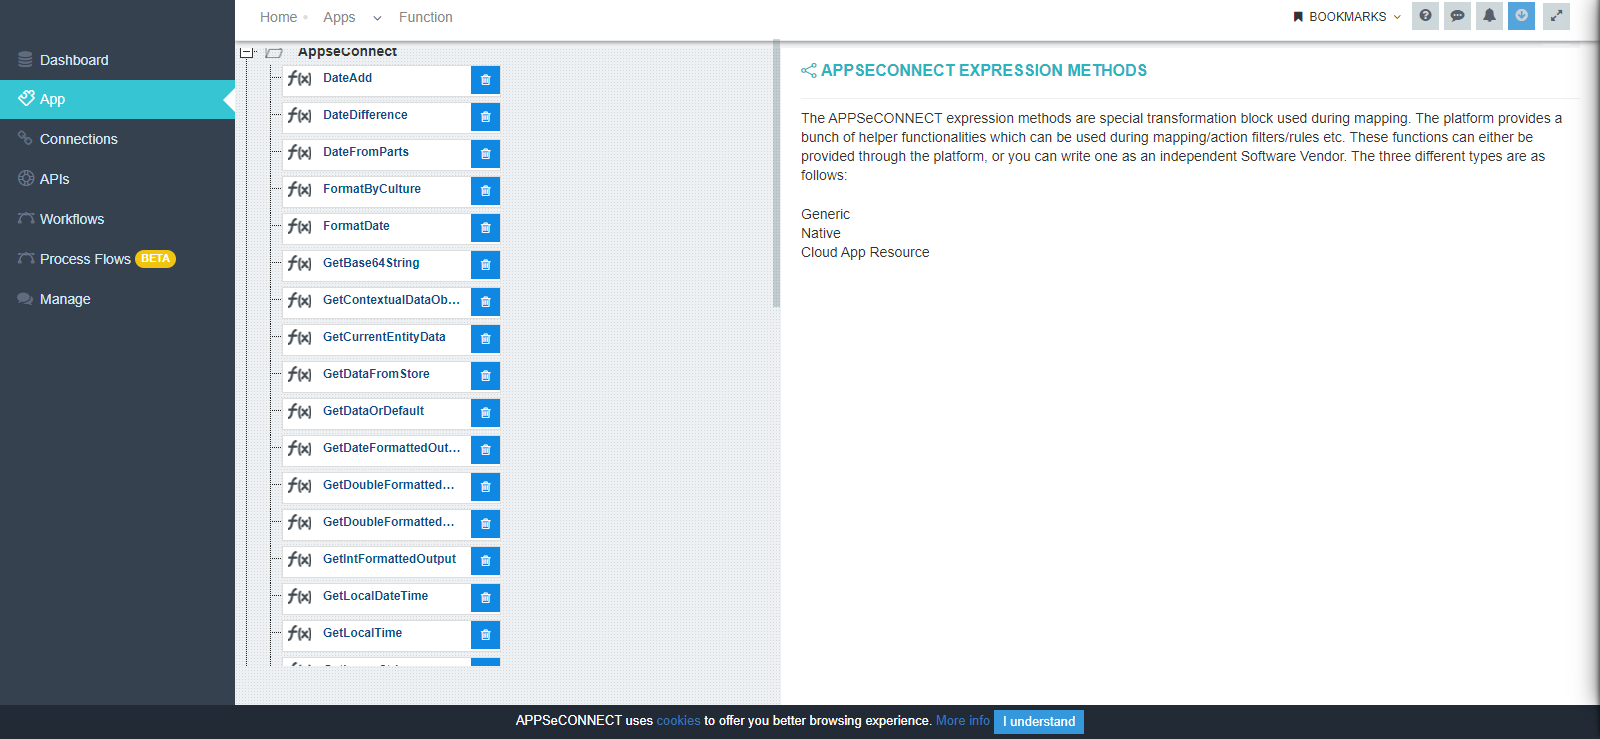 Home Apps Function
BOOKMARKS
Dashboard
App
Connections
APIs
Workflows
Process Flows BETA
Manage
AppseConnect
f(x) DateAdd
f(x) DateDifference
f(x) DateFromParts
f(x) FormatByCulture
f(x) FormatDate
f(x) GetBase64String
f(x) GetContextualDataOb...
f(x) GetCurrentEntityData
f(x) GetDataFromStore
f(x) GetDataOrDefault
f(x) GetDateFormattedOut...
f(x) GetDoubleFormatted...
f(x) GetDoubleFormatted...
f(x) GetIntFormattedOutput
f(x) GetLocalDateTime
f(x) GetLocalTime
APPSECONNECT EXPRESSION METHODS
The APPSeCONNECT expression methods are special transformation block used during mapping. The platform provides a
bunch of helper functionalities which can be used during mapping/action filters/rules etc. These functions can either be
provided through the platform, or you can write one as an independent Software Vendor. The three different types are as
follows:
Generic
Native
Cloud App Resource
APPSeCONNECT uses cookies to offer you better browsing experience. More info I understand